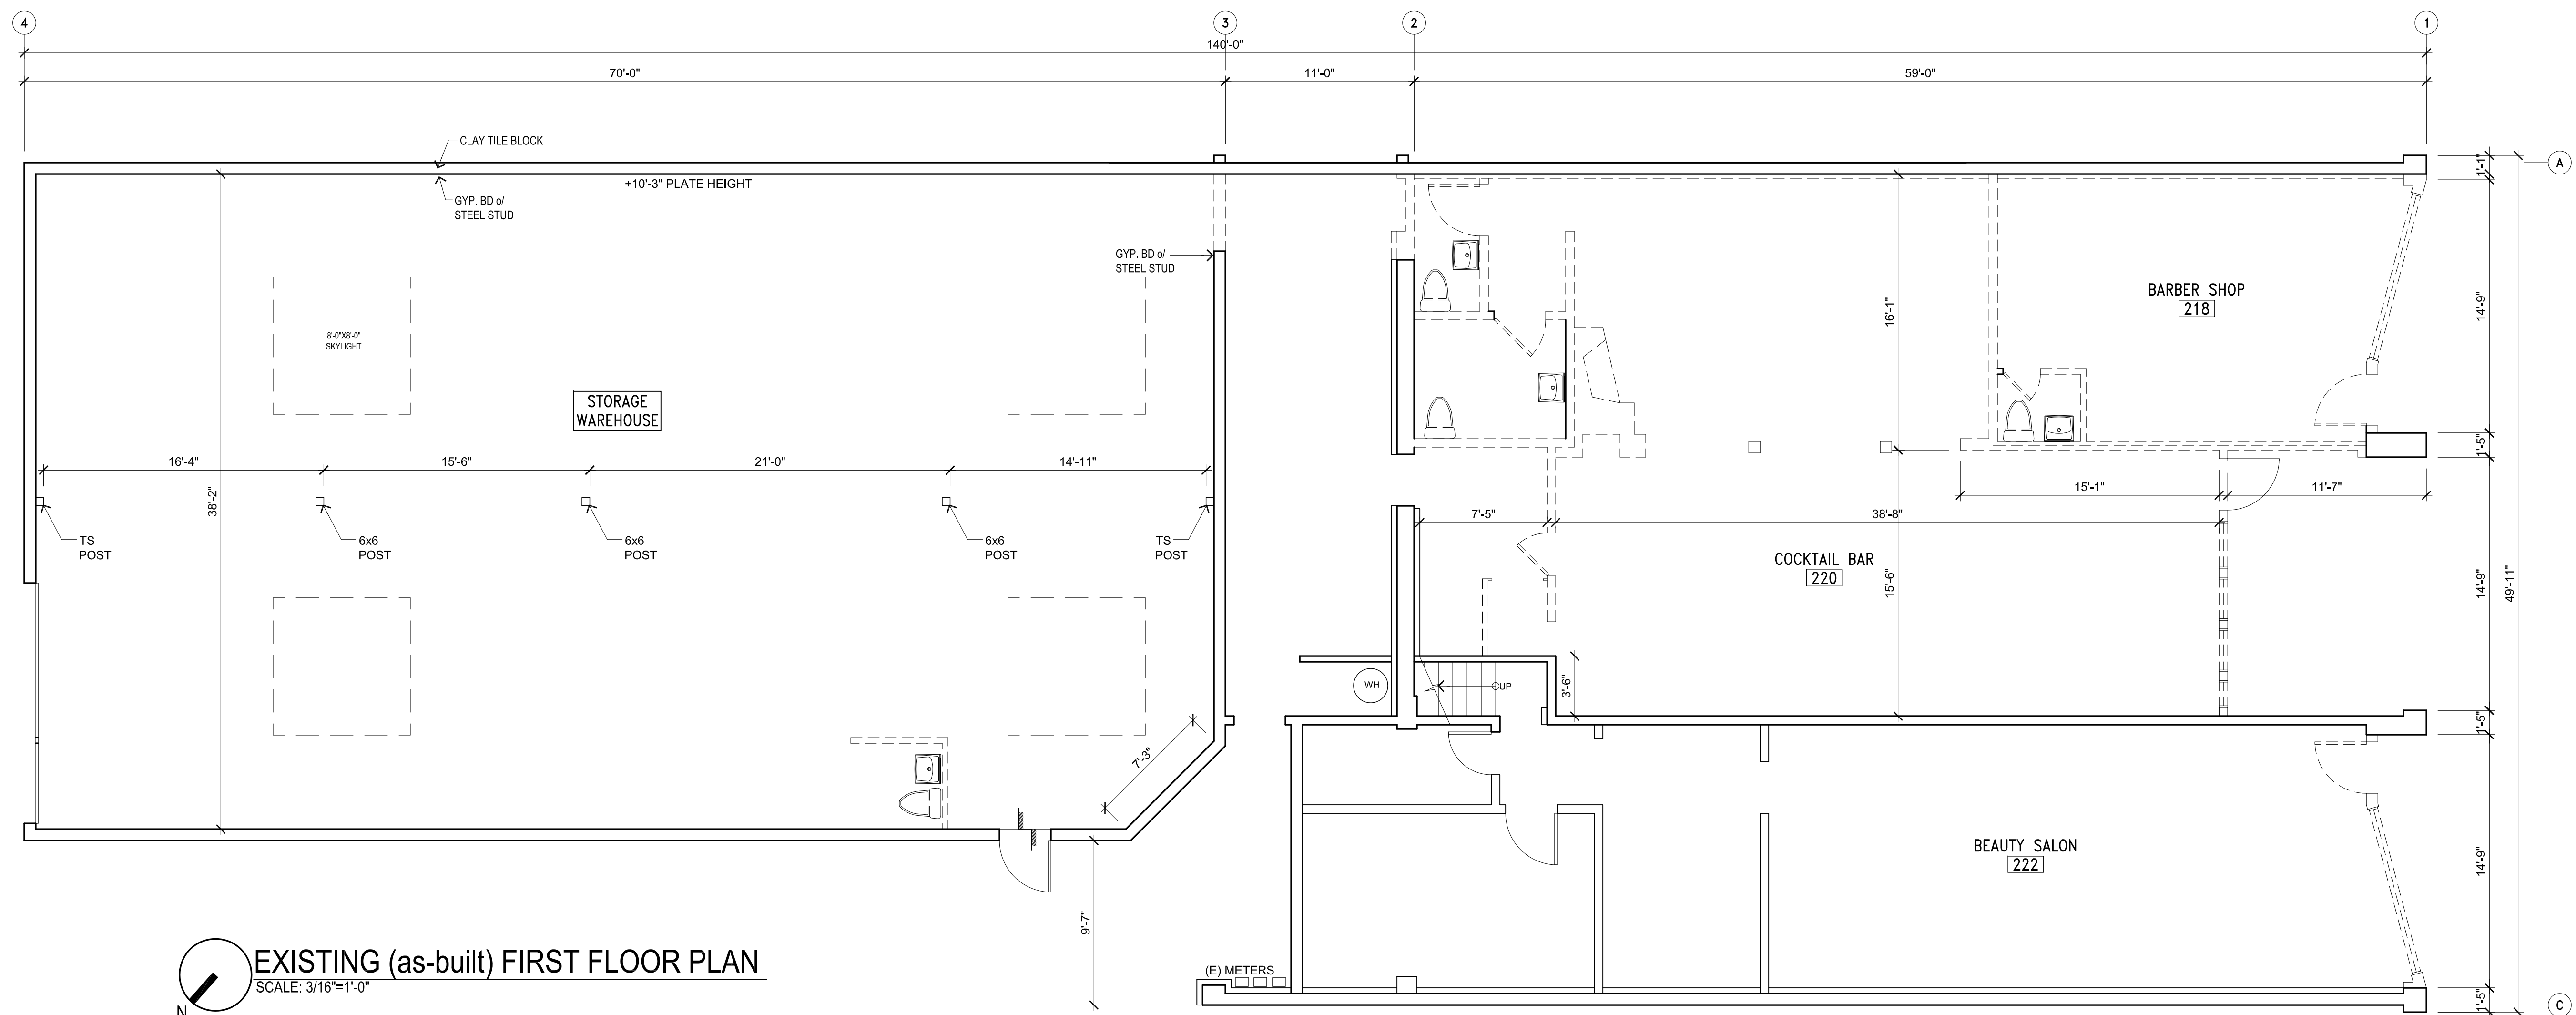 4
3
2
1
140'-0"
70'-0"
11'-0"
59'-0"
CLAY TILE BLOCK
1'-1"
A
+10'-3" PLATE HEIGHT
GYP. BD o/
STEEL STUD
GYP. BD o/
STEEL STUD
BARBER SHOP
218
16'-1"
14'-9"
8'-0"X8'-0"
SKYLIGHT
STORAGE
WAREHOUSE
16'-4"
15'-6"
21'-0"
14'-11"
1'-5"
38'-2"
15'-1"
11'-7"
7'-5"
38'-8"
TS
POST
6x6
POST
6x6
POST
6x6
POST
TS
POST
COCKTAIL BAR
220
15'-6"
14'-9"
49'-11"
WH
UP
3'-6"
1'-5"
7'-3"
BEAUTY SALON
222
14'-9"
9'-7"
EXISTING (as-built) FIRST FLOOR PLAN
SCALE: 3/16"=1'-0"
N
(E) METERS
1'-5"
C